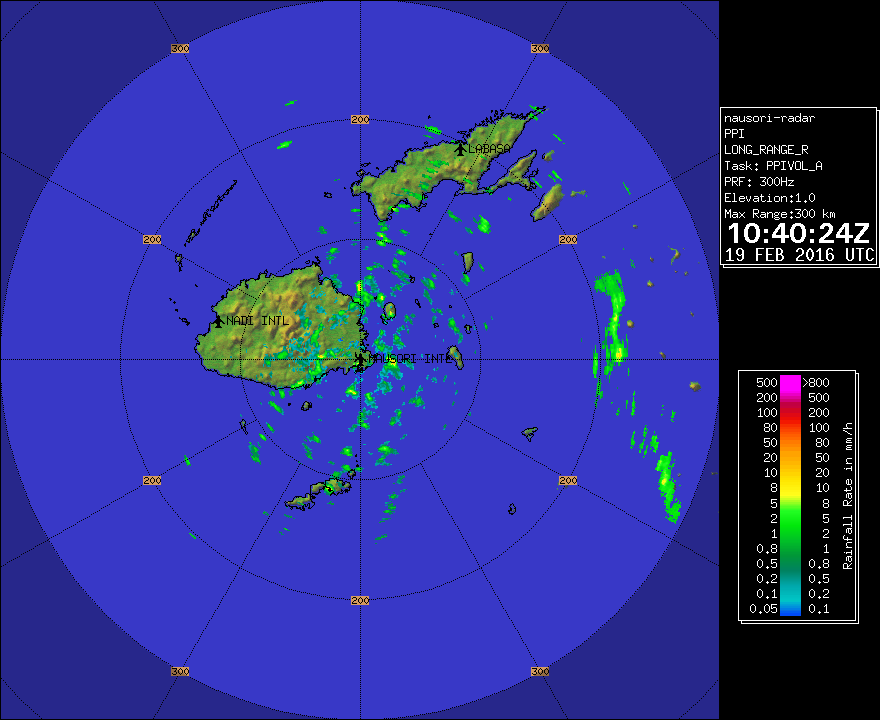 300
300
200
LABASA
200
200
NADI INTL
NAUSORI INTL
200
200
200
300
300
nausori-radar
PPI
LONG_RANGE_R
Task: PPIVOL_A
PRF: 300Hz
Elevation:1.0
Max Range:300 km
10:40:24Z
19 FEB 2016 UTC
500 >800
200 500
100 200
80 100
50 80
20 50
10 20
5 10
8
2 5
1 2
0.8 1
0.5 0.8
0.2 0.5
0.1 0.2
0.05 0.1
Rainfall Rate in mm/h